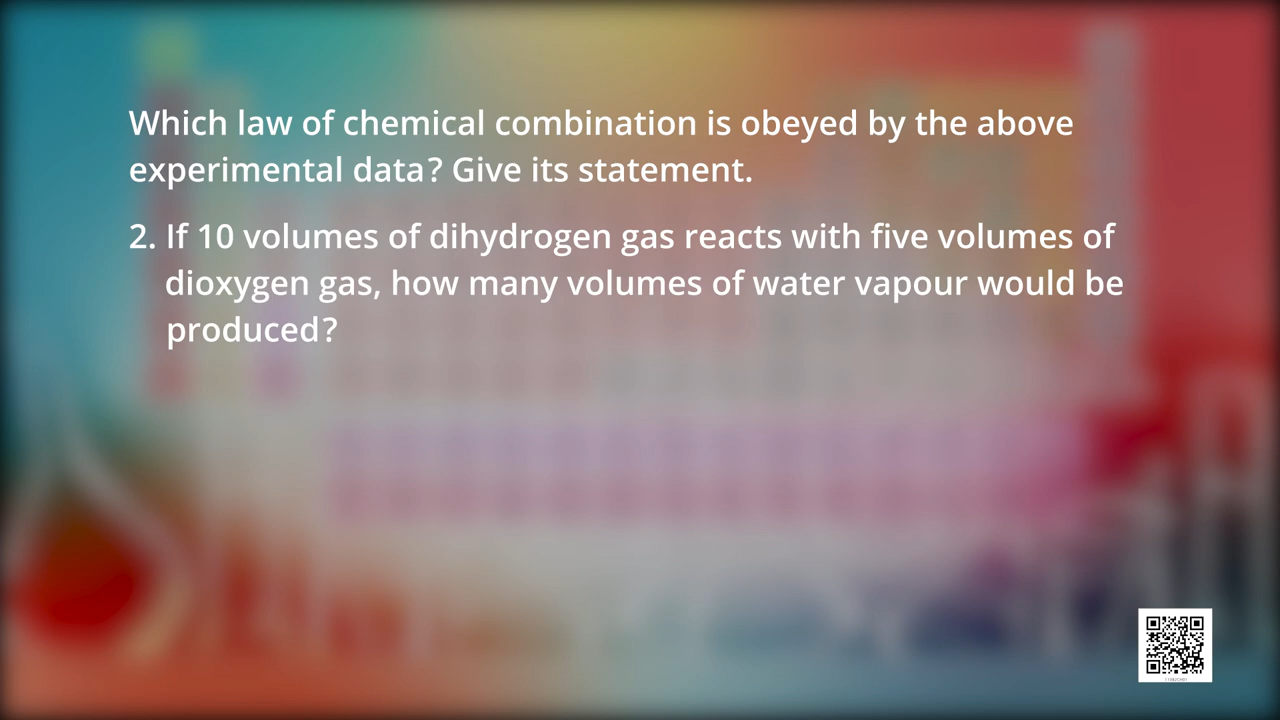 Which law of chemical combination is obeyed by the above
experimental data? Give its statement.
2. If 10 volumes of dihydrogen gas reacts with five volumes of
dioxygen gas, how many volumes of water vapour would be
produced?